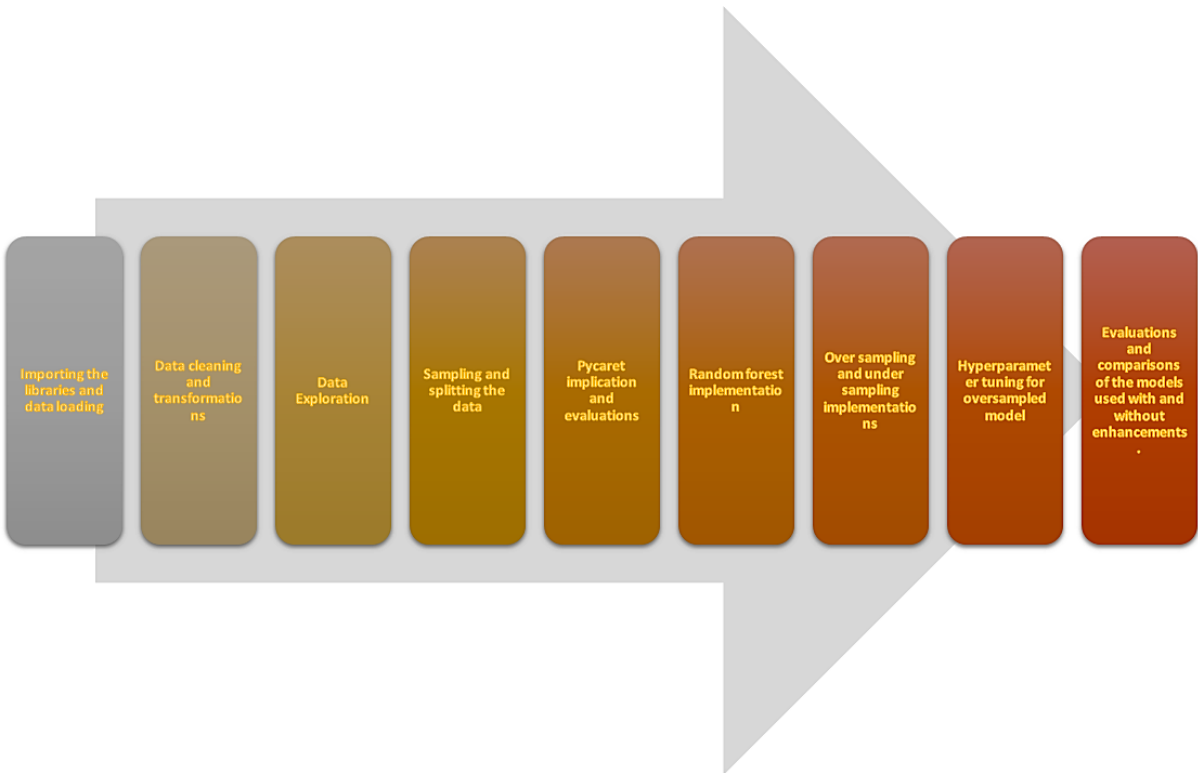 Importing the
libraries and
data loading
Data cleaning
and
transformatio
ns
Data
Exploration
Sampling and
splitting the
data
Pycaret
implication
and
evaluations
Random forest
implementatio
n
Over sampling
and under
sampling
implementatio
ns
Hyperparamet
er tuning for
oversampled
model
Evaluations
and
comparisons
of the models
used with and
without
enhancements
.